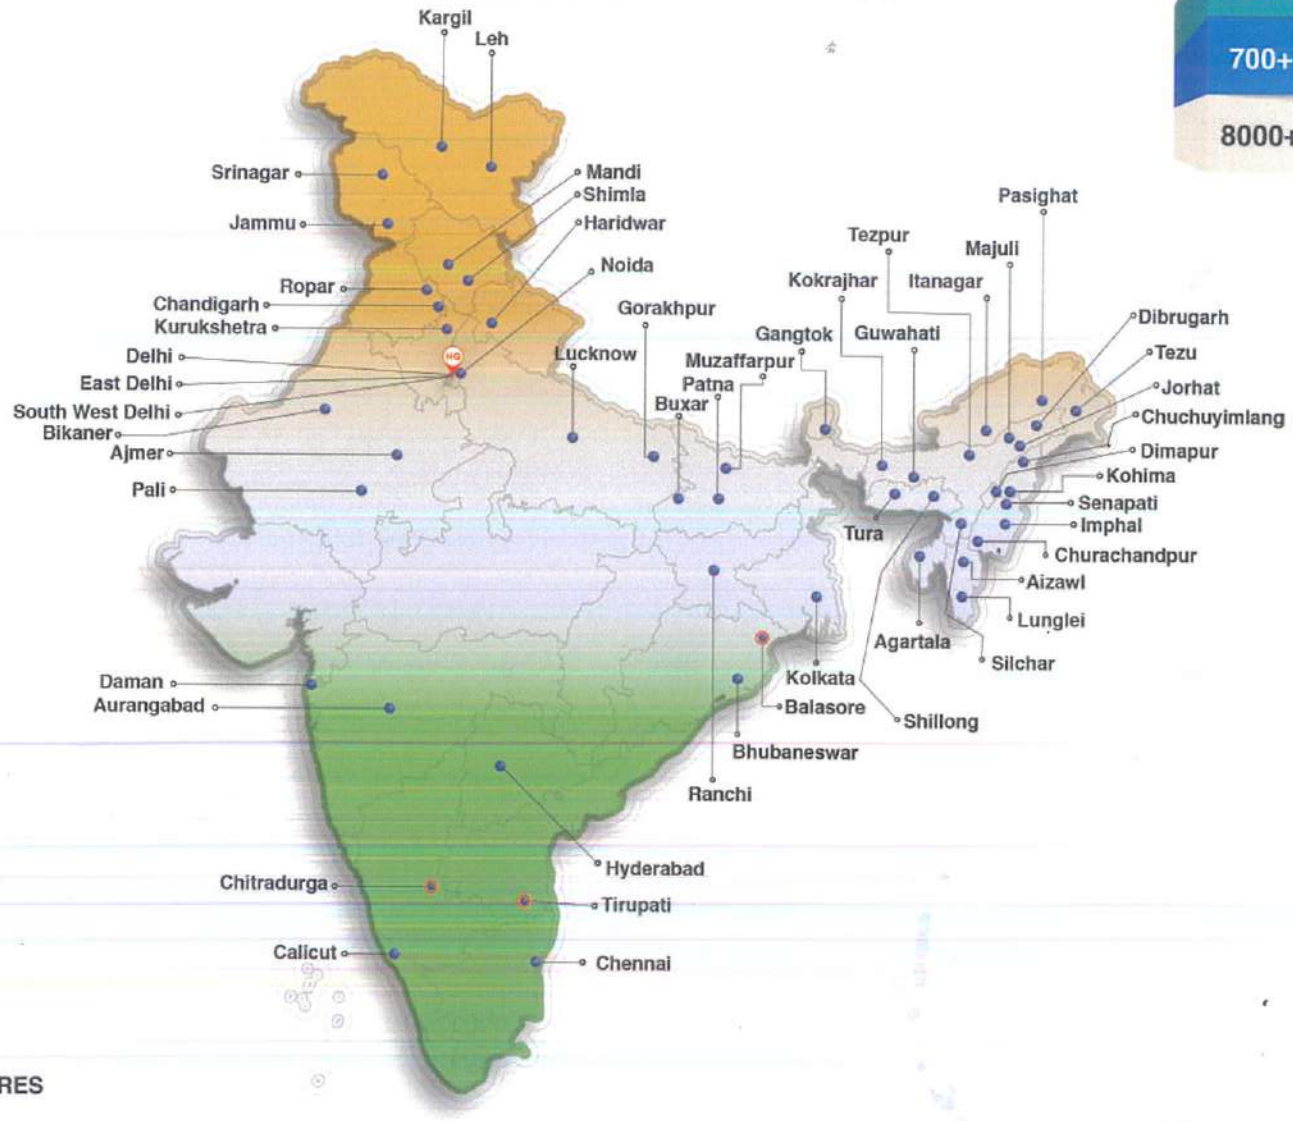 Kargil
Leh
700+
8000+
Srinagar
Mandi
Shimla
Jammu
Haridwar
Pasighat
Tezpur
Majuli
Noida
Kokrajhar
Itanagar
Ropar
Chandigarh
Kurukshetra
Gorakhpur
Gangtok
Guwahati
Dibrugarh
Delhi
HQ
Lucknow
Muzaffarpur
Tezu
East Delhi
Patna
Jorhat
South West Delhi
Buxar
Chuchuyimlang
Bikaner
Ajmer
Dimapur
Kohima
Pali
Senapati
Tura
Imphal
Churachandpur
Aizawl
Lunglei
Agartala
Silchar
Daman
Kolkata
Aurangabad
Balasore
Shillong
Bhubaneswar
Ranchi
Hyderabad
Chitradurga
Tirupati
Calicut
Chennai
RES